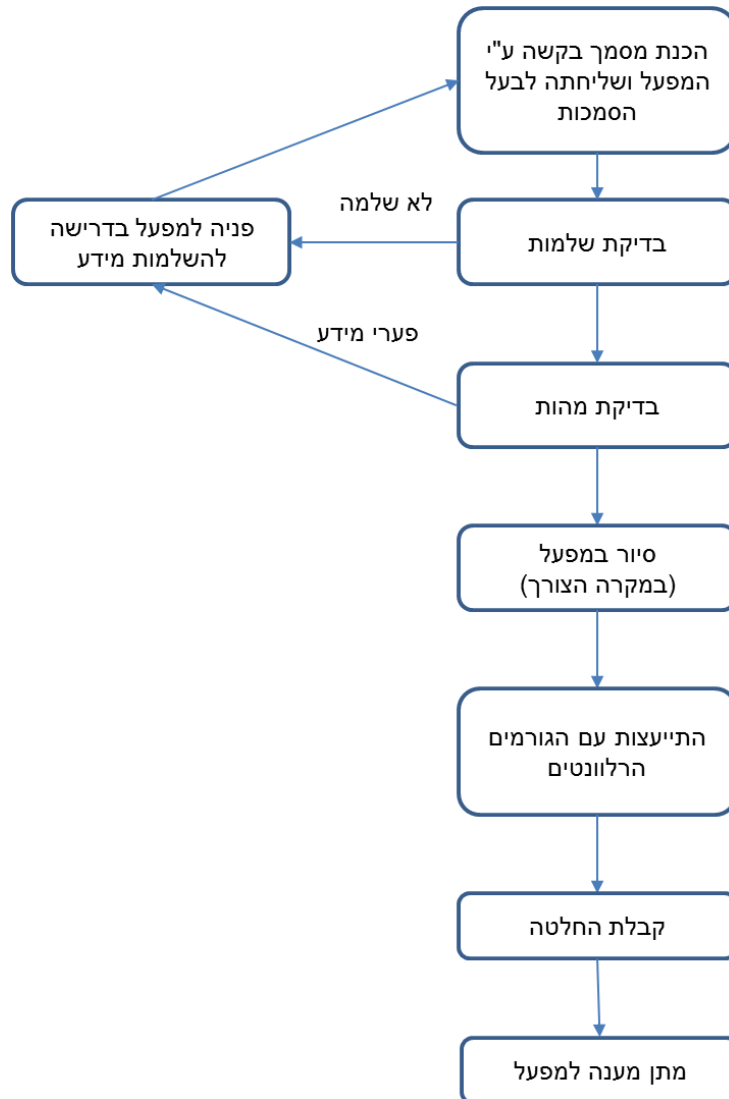 הכנת מסמך בקשה ע"י
המפעל ושליחתה לבעל
הסמכות
לא שלמה
בדיקת שלמות
פניה למפעל בדרישה
להשלמות מידע
פערי מידע
בדיקת מהות
סיור במפעל
(במקרה הצורך)
התייעצות עם הגורמים
הרלוונטים
קבלת החלטה
מתן מענה למפעל